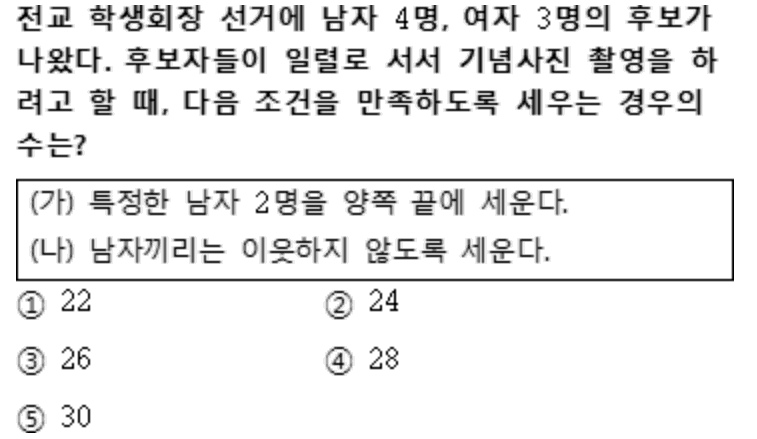 전교 학생회장 선거에 남자 4명, 여자 3명의 후보가
나왔다. 후보자들이 일렬로 서서 기념사진 촬영을 하
려고 할 때, 다음 조건을 만족하도록 세우는 경우의
수는?
(가) 특정한 남자 2명을 양쪽 끝에 세운다.
(나) 남자끼리는 이웃하지 않도록 세운다.
① 22 ② 24
③ 26 ④ 28
⑤ 30